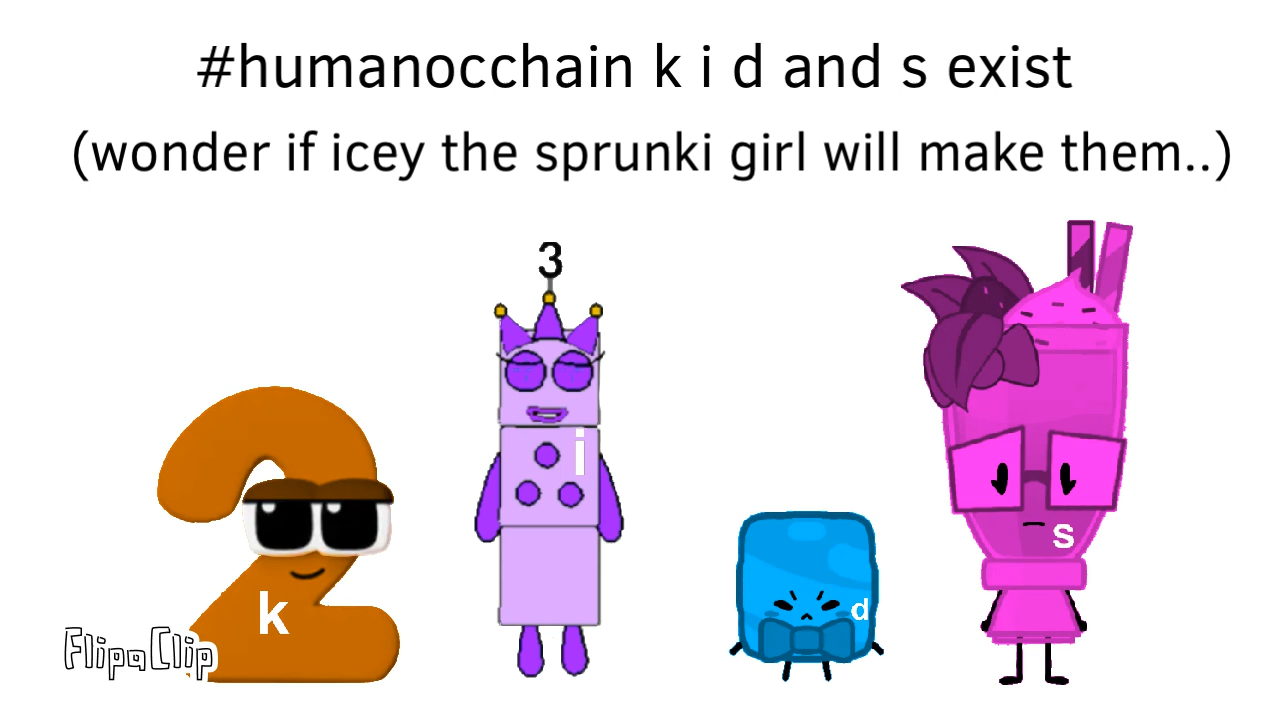 #humanocchain k i d and s exist
(wonder if icey the sprunki girl will make them..)
3
i
d
s
k
FlipaClip